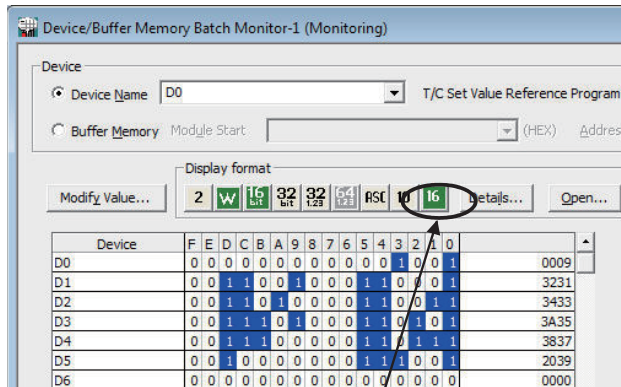 Device/Buffer Memory Batch Monitor-1 (Monitoring)
Device
Device Name D0 T/C Set Value Reference Program
Buffer Memory Module Start (HEX) Addres
Display format
Modify Value... 2 W 16 bit 32 bit 32 1.23 64 1.23 ASC 10 16 Details... Open...
Device F E D C B A 9 8 7 6 5 4 3 2 1 0
D0 0 0 0 0 0 0 0 0 0 0 0 0 1 0 0 1 0009
D1 0 0 1 1 0 0 1 0 0 0 1 1 0 0 0 1 3231
D2 0 0 1 1 0 1 0 0 0 0 1 1 0 0 1 1 3433
D3 0 0 1 1 1 0 1 0 0 0 1 1 0 1 0 1 3A35
D4 0 0 1 1 1 0 0 0 0 0 1 1 0 1 1 1 3837
D5 0 0 1 0 0 0 0 0 0 0 1 1 1 0 0 1 2039
D6 0 0 0 0 0 0 0 0 0 0 0 0 0 0 0 0 0000